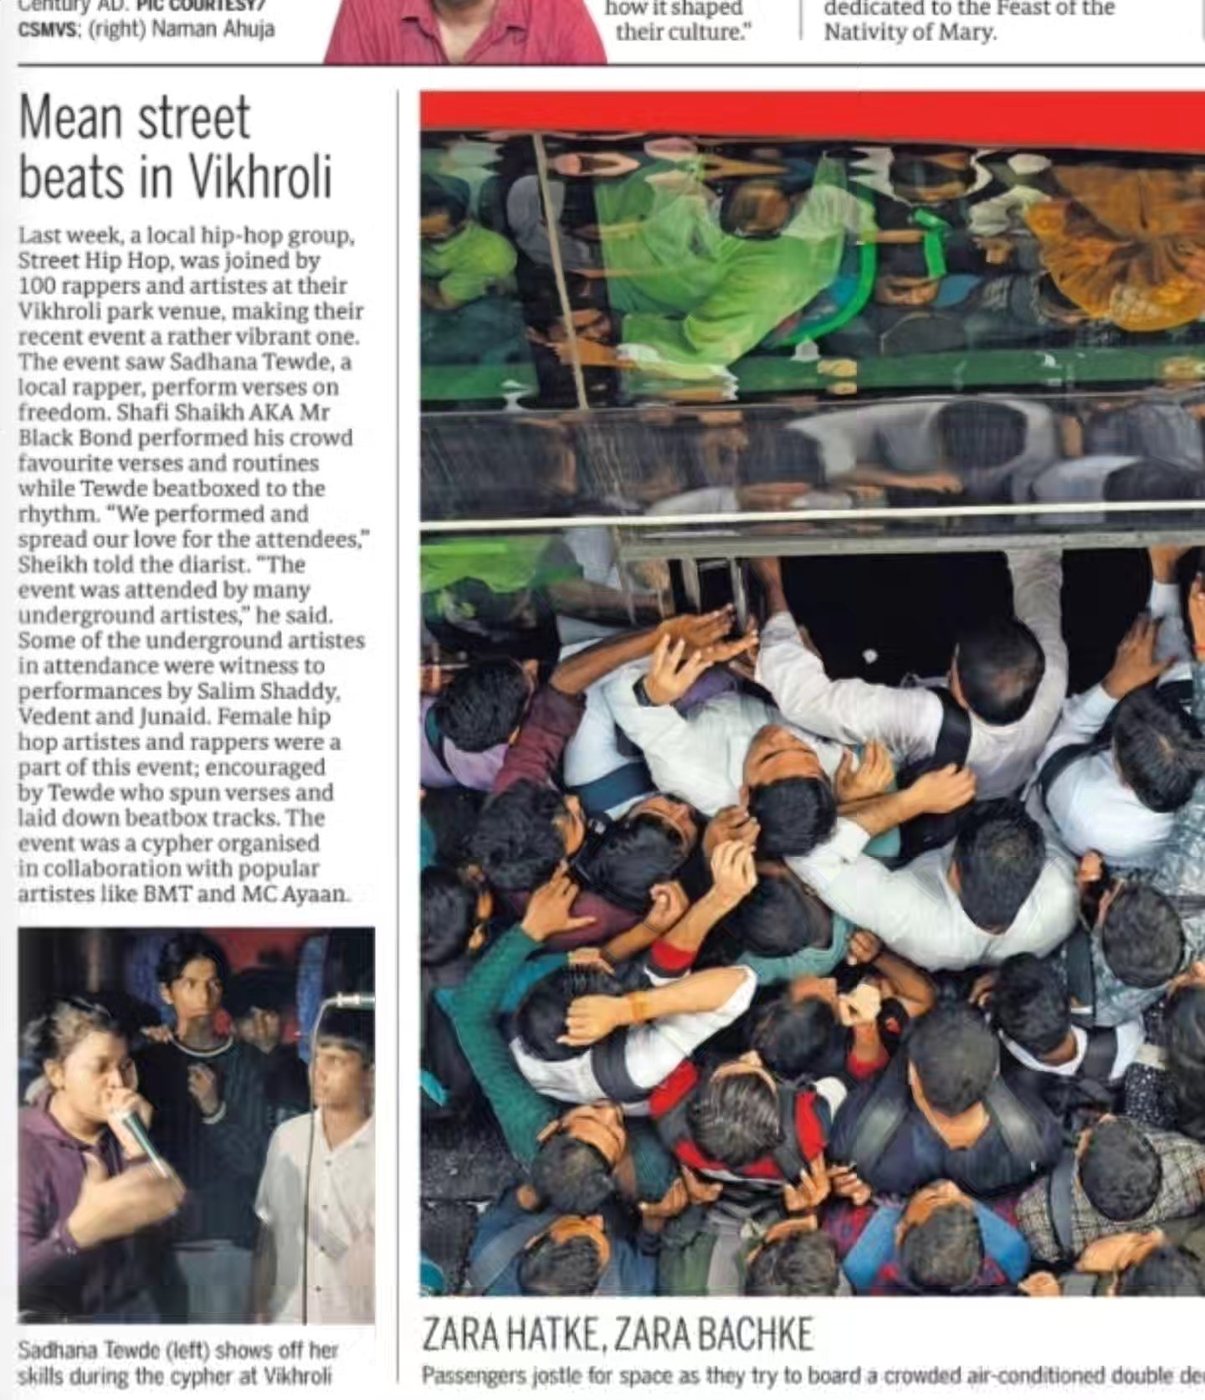 Century AD. PIC COURTESY/
CSMVS; (right) Naman Ahuja
how it shaped
their culture."
dedicated to the Feast of the
Nativity of Mary.
Mean street
beats in Vikhroli
Last week, a local hip-hop group,
Street Hip Hop, was joined by
100 rappers and artistes at their
Vikhroli park venue, making their
recent event a rather vibrant one.
The event saw Sadhana Tewde, a
local rapper, perform verses on
freedom. Shafi Shaikh AKA Mr
Black Bond performed his crowd
favourite verses and routines
while Tewde beatboxed to the
rhythm. "We performed and
spread our love for the attendees,"
Sheikh told the diarist. "The
event was attended by many
underground artistes," he said.
Some of the underground artistes
in attendance were witness to
performances by Salim Shaddy,
Vedent and Junaid. Female hip
hop artistes and rappers were a
part of this event; encouraged
by Tewde who spun verses and
laid down beatbox tracks. The
event was a cypher organised
in collaboration with popular
artistes like BMT and MC Ayaan.
Sadhana Tewde (left) shows off her
skills during the cypher at Vikhroli
ZARA HATKE, ZARA BACHKE
Passengers jostle for space as they try to board a crowded air-conditioned double